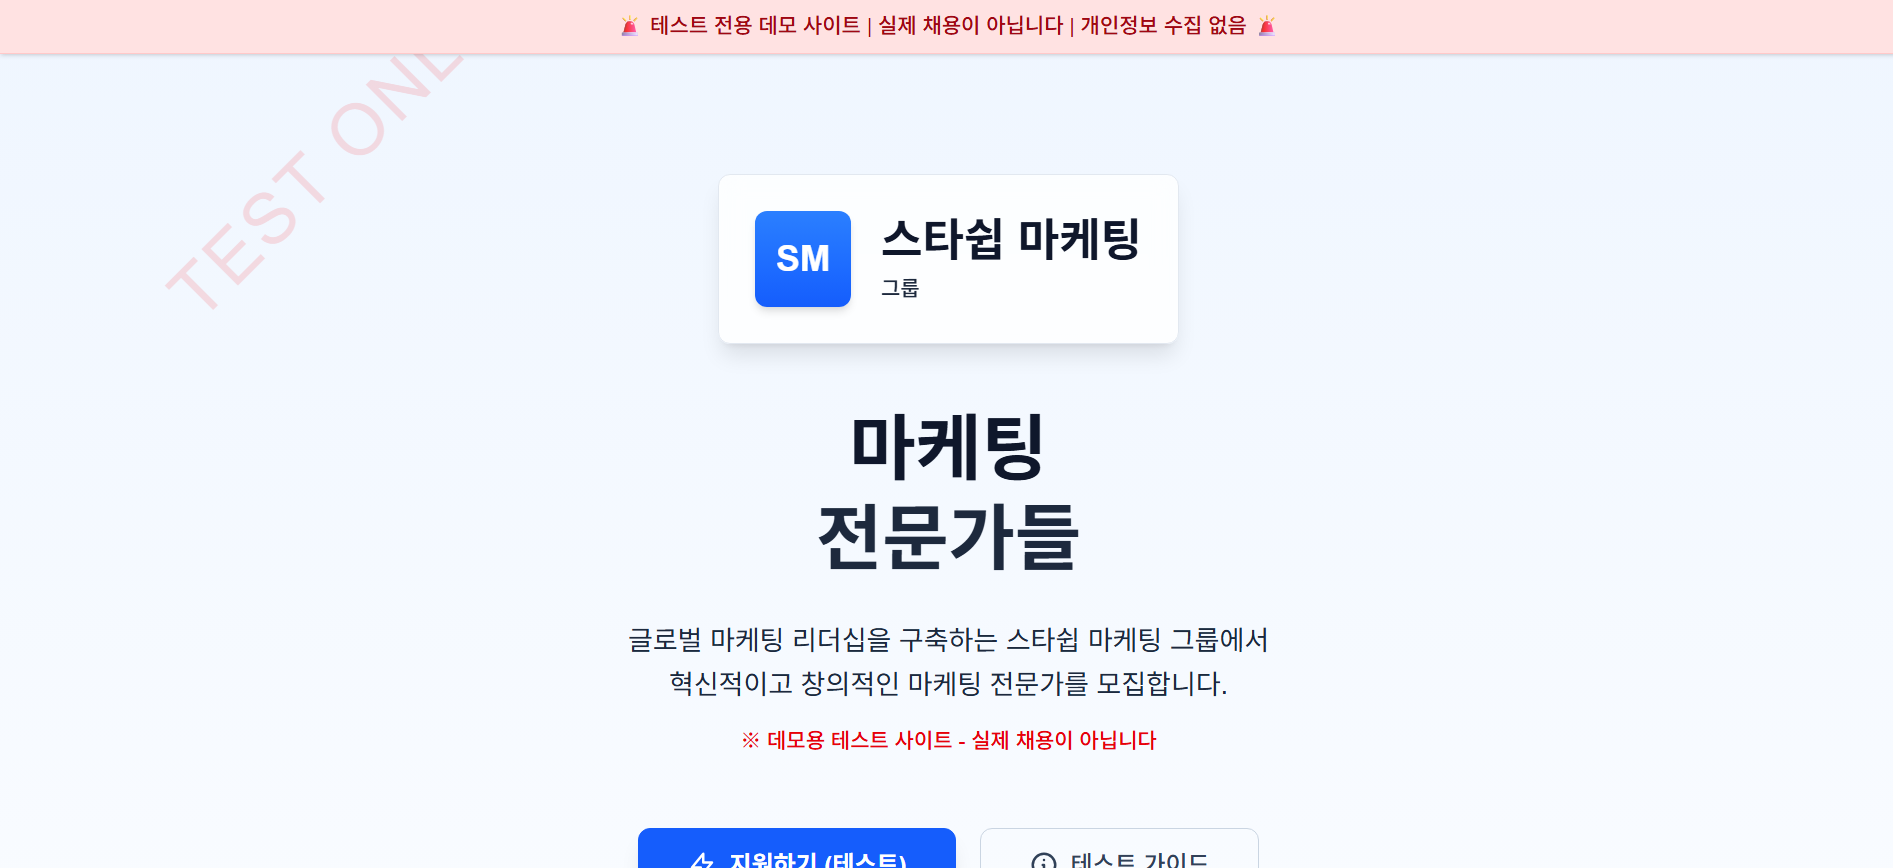 🚨 테스트 전용 데모 사이트 | 실제 채용이 아닙니다 | 개인정보 수집 없음 🚨
TEST ONL
SM
스타쉽 마케팅
그룹
마케팅
전문가들
글로벌 마케팅 리더십을 구축하는 스타쉽 마케팅 그룹에서
혁신적이고 창의적인 마케팅 전문가를 모집합니다.
※ 데모용 테스트 사이트 - 실제 채용이 아닙니다
지원하기 (테스트)
테스트 가이드